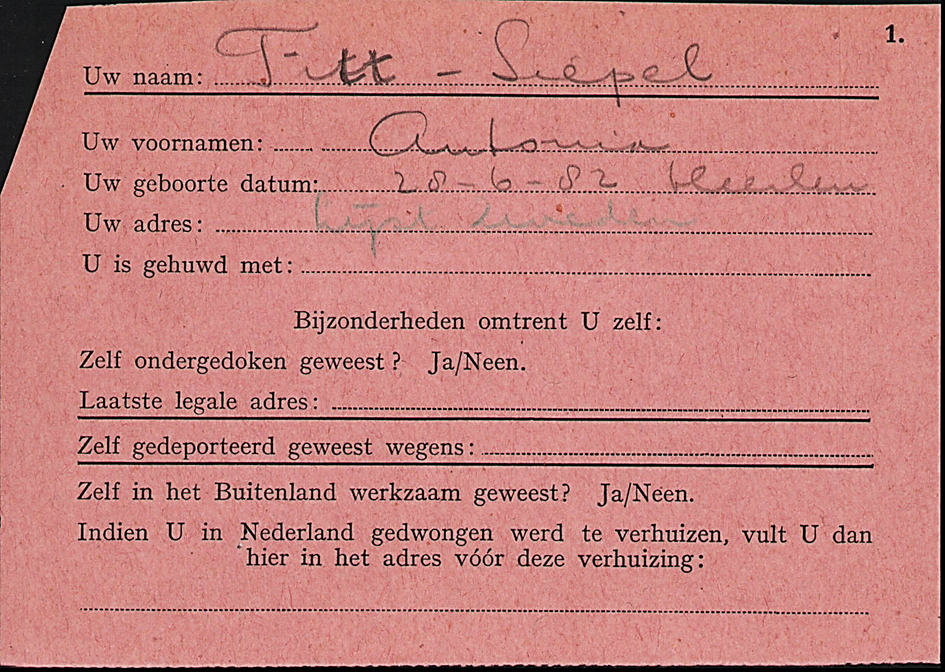 1.
Uw naam: Titt - Siepel
Uw voornamen: Antonia
Uw geboorte datum: 28-6-82 Heerlen
Uw adres: Lijst Zweden
U is gehuwd met:
Bijzonderheden omtrent U zelf:
Zelf ondergedoken geweest? Ja/Neen.
Laatste legale adres:
Zelf gedeporteerd geweest wegens:
Zelf in het Buitenland werkzaam geweest? Ja/Neen.
Indien U in Nederland gedwongen werd te verhuizen, vult U dan
hier in het adres vóór deze verhuizing: